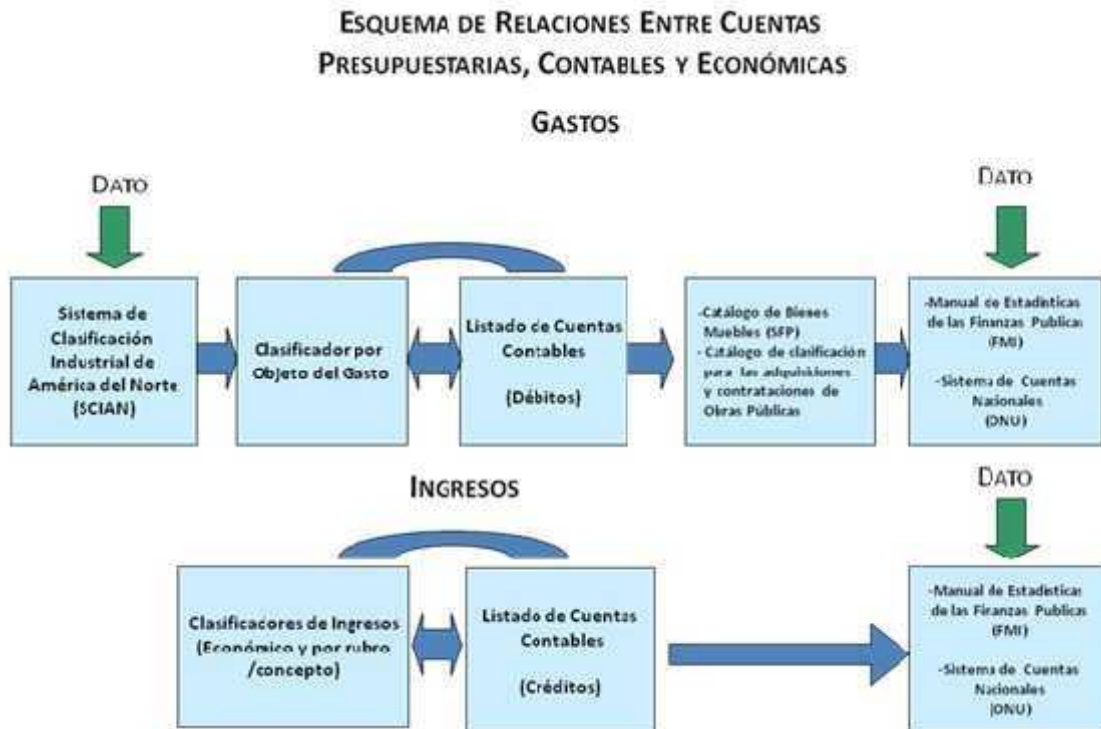 ESQUEMA DE RELACIONES ENTRE CUENTAS
PRESUPUESTARIAS, CONTABLES Y ECONÓMICAS
GASTOS
DATO
DATO
Sistema de
Clasificación
Industrial de
América del Norte
(SCIAN)
Clasificador por
Objeto del Gasto
Listado de Cuentas
Contables
(Débitos)
-Catálogo de Bienes
Muebles (SFP)
- Catálogo de clasificación
para las adquisiciones
y contrataciones de
Obras Públicas
-Manual de Estadísticas
de las Finanzas Publicas
(FMI)
-Sistema de Cuentas
Nacionales
(ONU)
INGRESOS
DATO
Clasificadores de Ingresos
(Económico y por rubro
/concepto)
Listado de Cuentas
Contables
(Créditos)
-Manual de Estadísticas
de las Finanzas Publicas
(FMI)
-Sistema de Cuentas
Nacionales
(ONU)